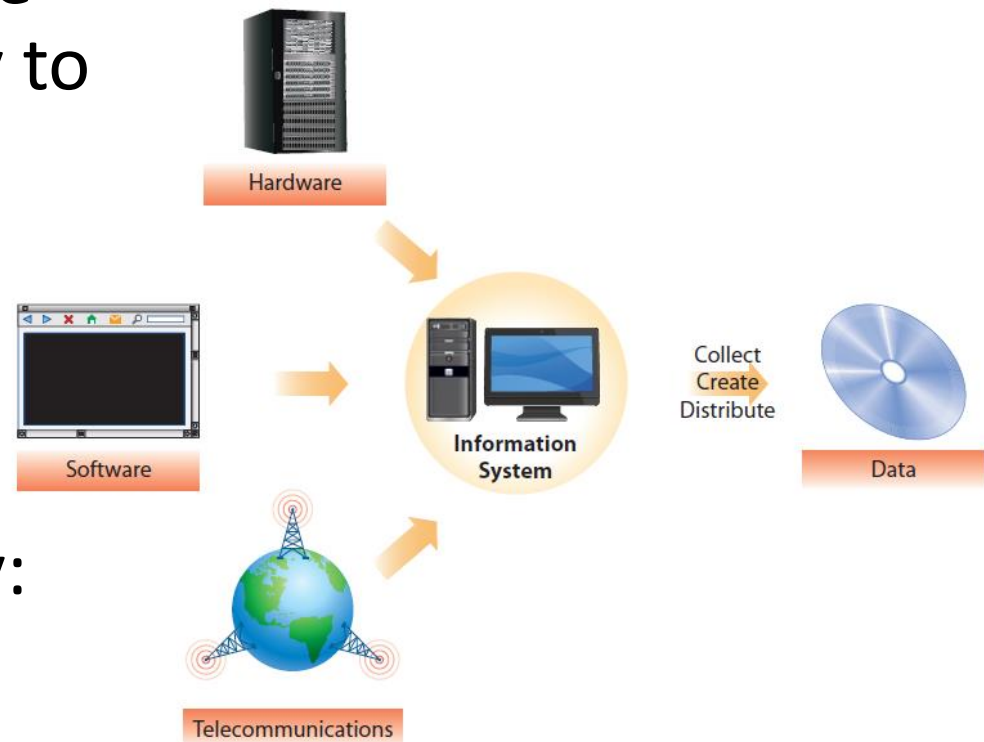 to
Hardware
Software
Information
System
Collect
Create
Distribute
Data
:
Telecommunications